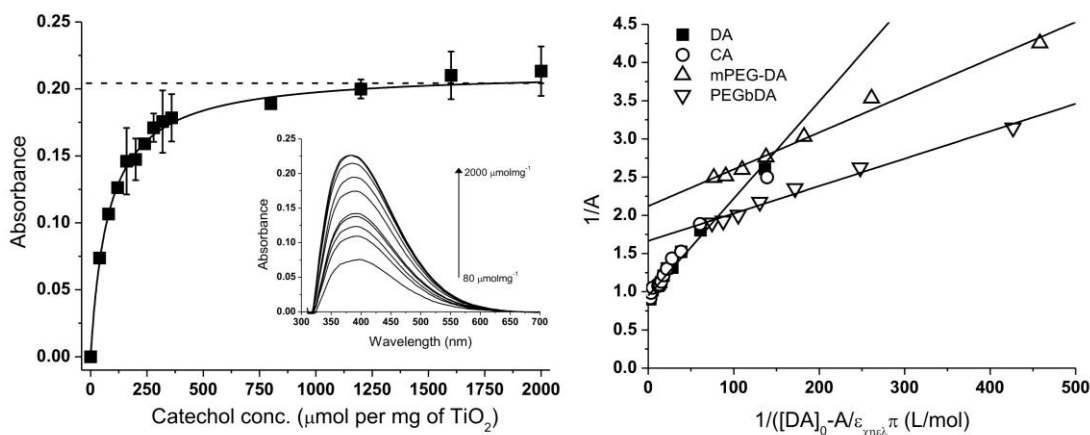 0.25
0.20
0.15
0.10
0.05
0.00
Absorbance
0 250 500 750 1000 1250 1500 1750 2000
Catechol conc. (μmol per mg of TiO₂)
0.25
0.20
0.15
0.10
0.05
0.00
Absorbance
2000 μmolmg⁻¹
80 μmolmg⁻¹
300 350 400 450 500 550 600 650 700
Wavelength (nm)
4.5
4.0
3.5
3.0
2.5
2.0
1.5
1.0
0.5
0.0
1/A
DA
CA
mPEG-DA
PEGbDA
0 100 200 300 400 500
1/([DA]₀-A/ε_χηελπ (L/mol)